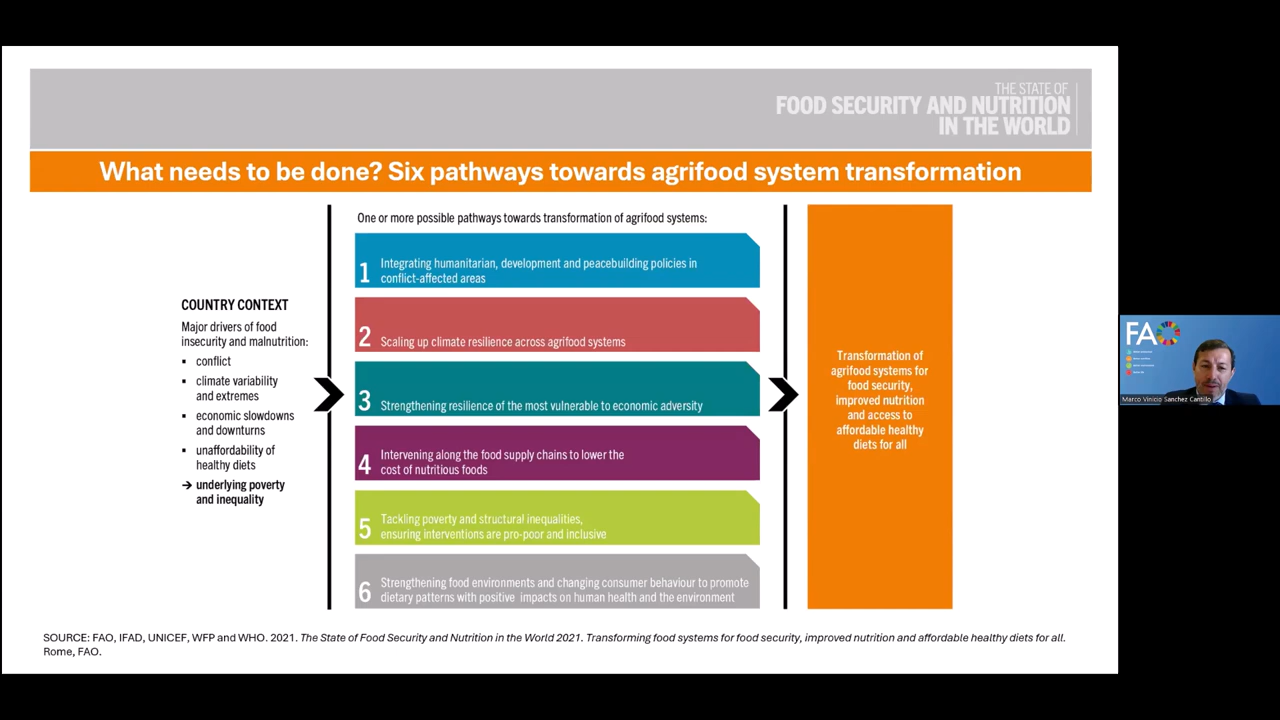 THE STATE OF
FOOD SECURITY AND NUTRITION
IN THE WORLD
What needs to be done? Six pathways towards agrifood system transformation
COUNTRY CONTEXT
Major drivers of food
insecurity and malnutrition:
▪ conflict
▪ climate variability
and extremes
▪ economic slowdowns
and downturns
▪ unaffordability of
healthy diets
→ underlying poverty
and inequality
One or more possible pathways towards transformation of agrifood systems:
1 Integrating humanitarian, development and peacebuilding policies in
conflict-affected areas
2 Scaling up climate resilience across agrifood systems
3 Strengthening resilience of the most vulnerable to economic adversity
4 Intervening along the food supply chains to lower the
cost of nutritious foods
5 Tackling poverty and structural inequalities,
ensuring interventions are pro-poor and inclusive
6 Strengthening food environments and changing consumer behaviour to promote
dietary patterns with positive impacts on human health and the environment
Transformation of
agrifood systems for
food security,
improved nutrition
and access to
affordable healthy
diets for all
SOURCE: FAO, IFAD, UNICEF, WFP and WHO. 2021. The State of Food Security and Nutrition in the World 2021. Transforming food systems for food security, improved nutrition and affordable healthy diets for all.
Rome, FAO.
FAO
Marco Vinicio Sanchez Cantillo